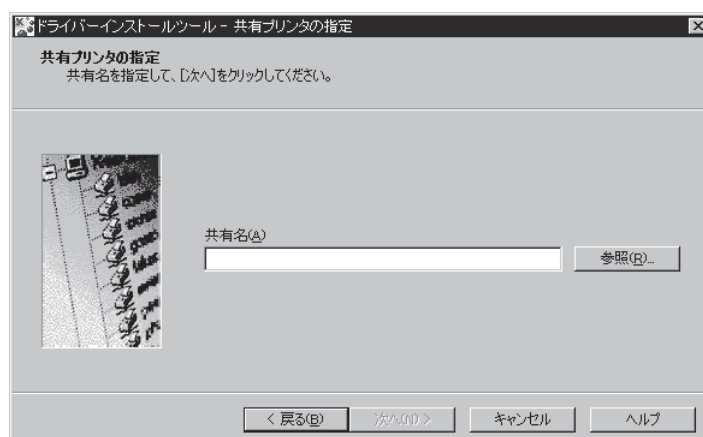 ドライバーインストールツール - 共有プリンタの指定
共有プリンタの指定
共有名を指定して、[次へ]をクリックしてください。
共有名(A)
参照(R)...
< 戻る(B)
次へ(N) >
キャンセル
ヘルプ